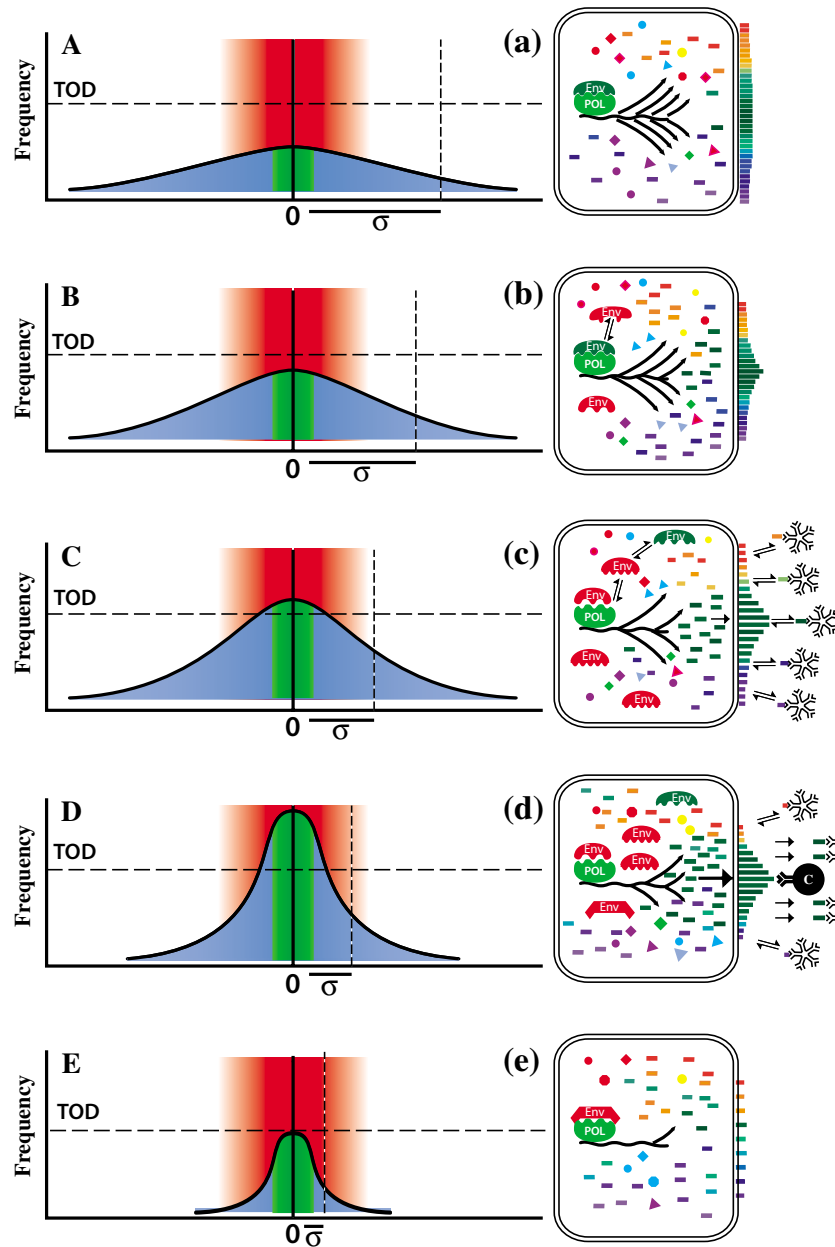 A
(a)
Frequency
TOD
0
σ
Env
POL
B
(b)
Frequency
TOD
0
σ
Env
Env
POL
Env
C
(c)
Frequency
TOD
0
σ
Env
Env
Env
POL
Env
Env
D
(d)
Frequency
TOD
0
σ
Env
Env
Env
POL
Env
Env
C
E
(e)
Frequency
TOD
0 σ
Env
POL